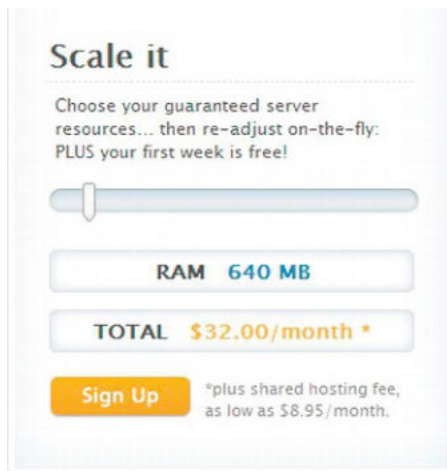 Scale it
Choose your guaranteed server
resources... then re-adjust on-the-fly:
PLUS your first week is free!
RAM 640 MB
TOTAL $32.00/month *
Sign Up
*plus shared hosting fee,
as low as $8.95/month.